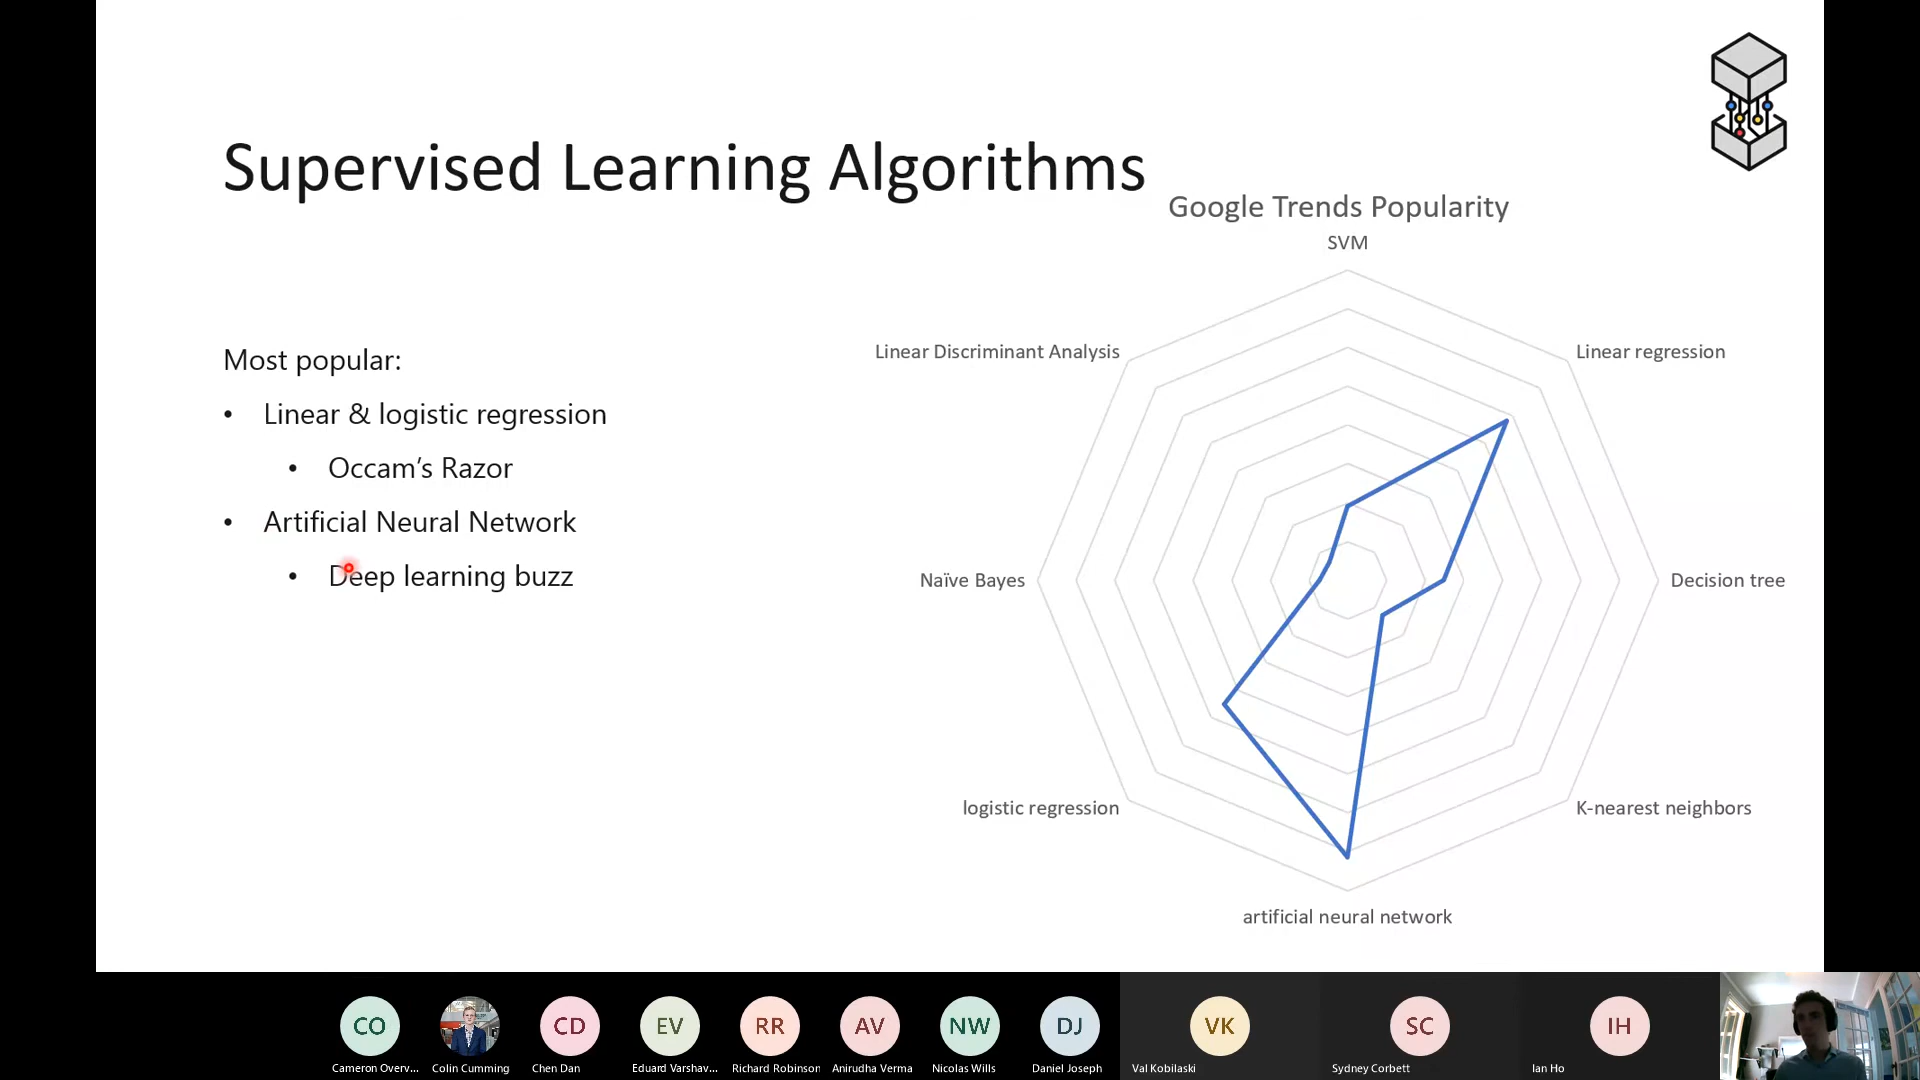 Supervised Learning Algorithms
Google Trends Popularity
SVM
Linear Discriminant Analysis
Linear regression
Most popular:
• Linear & logistic regression
• Occam's Razor
• Artificial Neural Network
• Deep learning buzz
Naïve Bayes
Decision tree
logistic regression
K-nearest neighbors
artificial neural network
CO
CD
EV
RR
AV
NW
DJ
VK
SC
IH
Cameron Overv...
Colin Cumming
Chen Dan
Eduard Varshav...
Richard Robinson
Anirudha Verma
Nicolas Wills
Daniel Joseph
Val Kobilaski
Sydney Corbett
Ian Ho